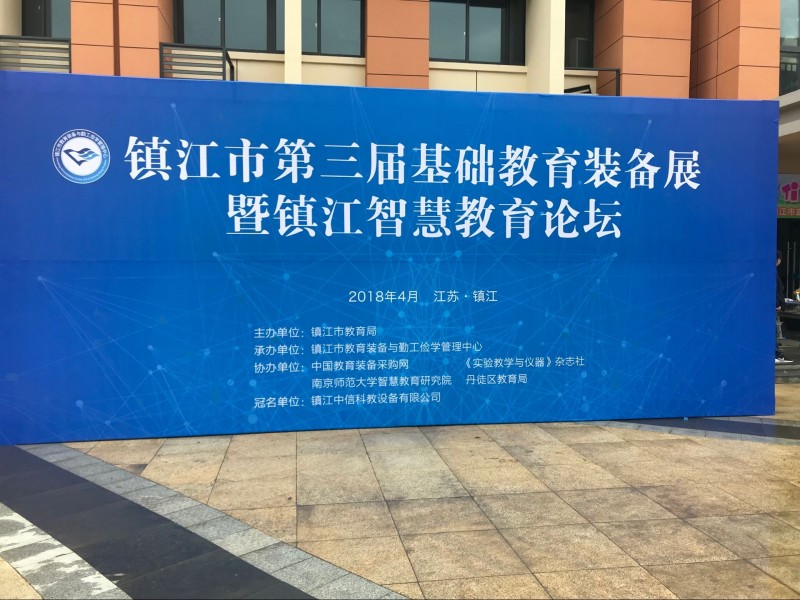 镇江市第三届基础教育装备展
暨镇江智慧教育论坛
2018年4月 江苏·镇江
主办单位：镇江市教育局
承办单位：镇江市教育装备与勤工俭学管理中心
协办单位：中国教育装备采购网 《实验教学与仪器》杂志社
南京师范大学智慧教育研究院 丹徒区教育局
冠名单位：镇江中信科教设备有限公司